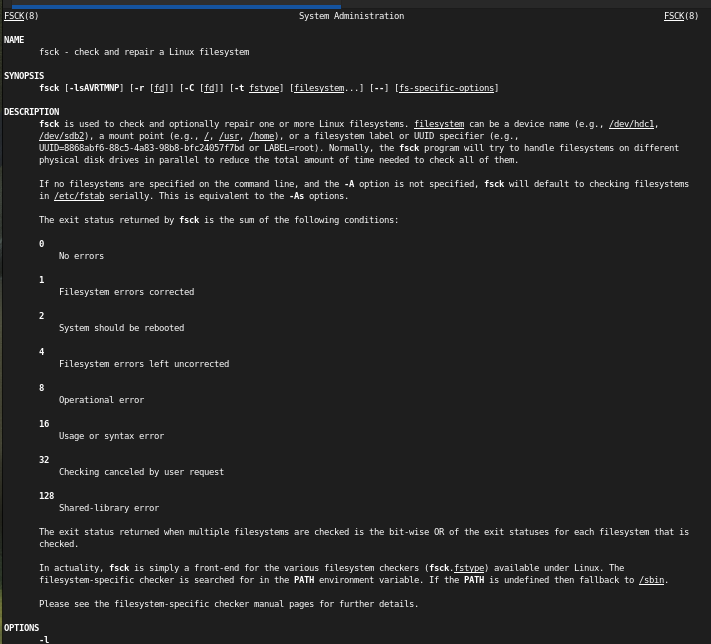 FSCK(8) System Administration FSCK(8)
NAME
fsck - check and repair a Linux filesystem
SYNOPSIS
fsck [-lsAVRTMNP] [-r [fd]] [-C [fd]] [-t fstype] [filesystem...] [--] [fs-specific-options]
DESCRIPTION
fsck is used to check and optionally repair one or more Linux filesystems. filesystem can be a device name (e.g., /dev/hdc1,
/dev/sdb2), a mount point (e.g., /, /usr, /home), or a filesystem label or UUID specifier (e.g.,
UUID=8868abf6-88c5-4a83-98b8-bfc24057f7bd or LABEL=root). Normally, the fsck program will try to handle filesystems on different
physical disk drives in parallel to reduce the total amount of time needed to check all of them.
If no filesystems are specified on the command line, and the -A option is not specified, fsck will default to checking filesystems
in /etc/fstab serially. This is equivalent to the -As options.
The exit status returned by fsck is the sum of the following conditions:
0
No errors
1
Filesystem errors corrected
2
System should be rebooted
4
Filesystem errors left uncorrected
8
Operational error
16
Usage or syntax error
32
Checking canceled by user request
128
Shared-library error
The exit status returned when multiple filesystems are checked is the bit-wise OR of the exit statuses for each filesystem that is
checked.
In actuality, fsck is simply a front-end for the various filesystem checkers (fsck.fstype) available under Linux. The
filesystem-specific checker is searched for in the PATH environment variable. If the PATH is undefined then fallback to /sbin.
Please see the filesystem-specific checker manual pages for further details.
OPTIONS
-l